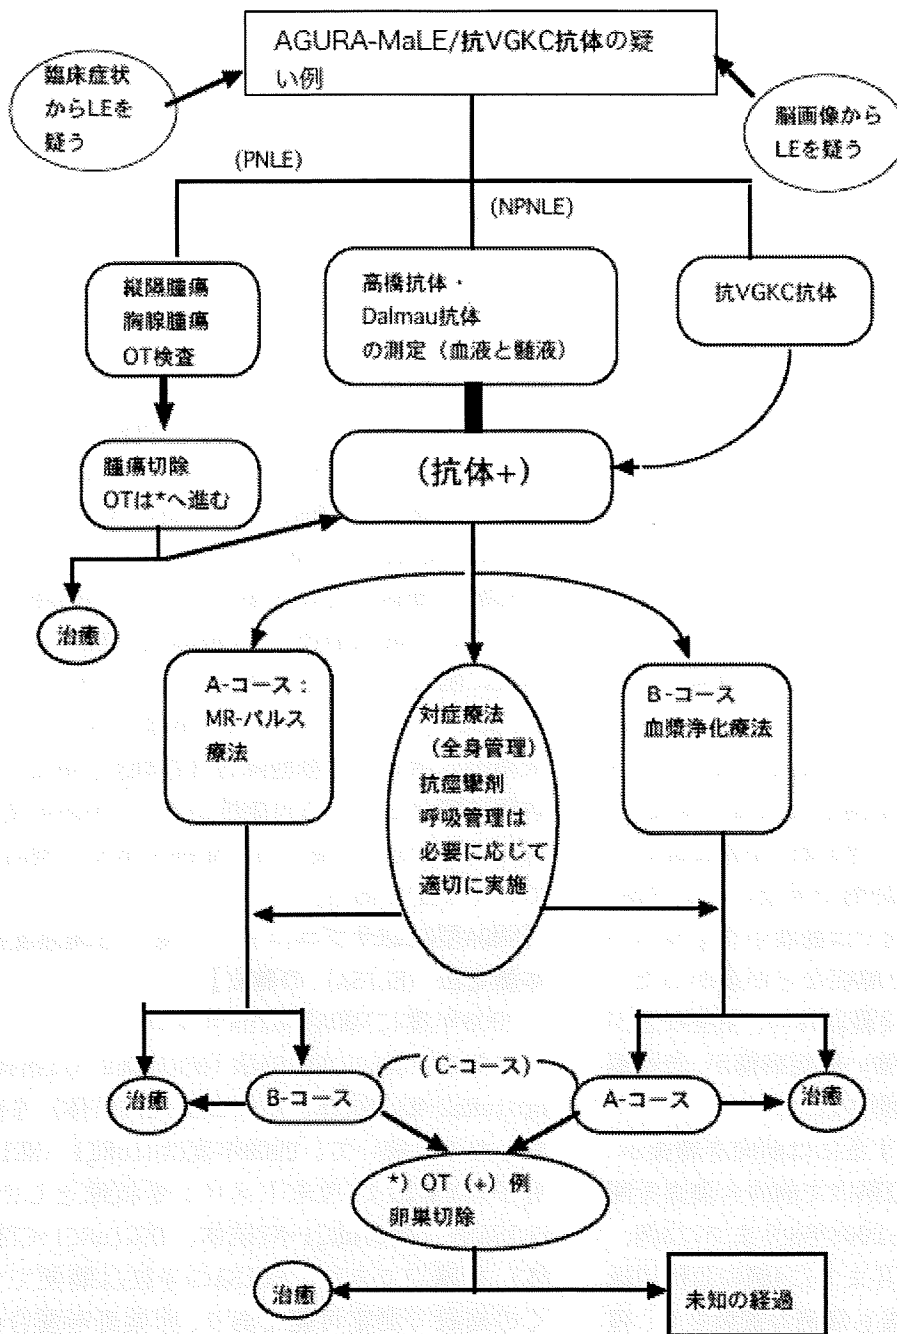 AGURA-MaLE/抗VGKC抗体の疑
い例
臨床症状
からLEを
疑う
脳画像から
LEを疑う
(PNLE)
(NPNLE)
縦隔腫瘍
胸腺腫瘍
OT検査
高橋抗体・
Dalmau抗体
の測定（血液と髄液）
抗VGKC抗体
腫瘍切除
OTは*へ進む
（抗体+）
治癒
A-コース：
MR-パルス
療法
対症療法
（全身管理）
抗痙攣剤
呼吸管理は
必要に応じて
適切に実施
B-コース
血漿浄化療法
治癒
B-コース
（C-コース）
A-コース
治癒
*）OT（+）例
卵巣切除
治癒
未知の経過